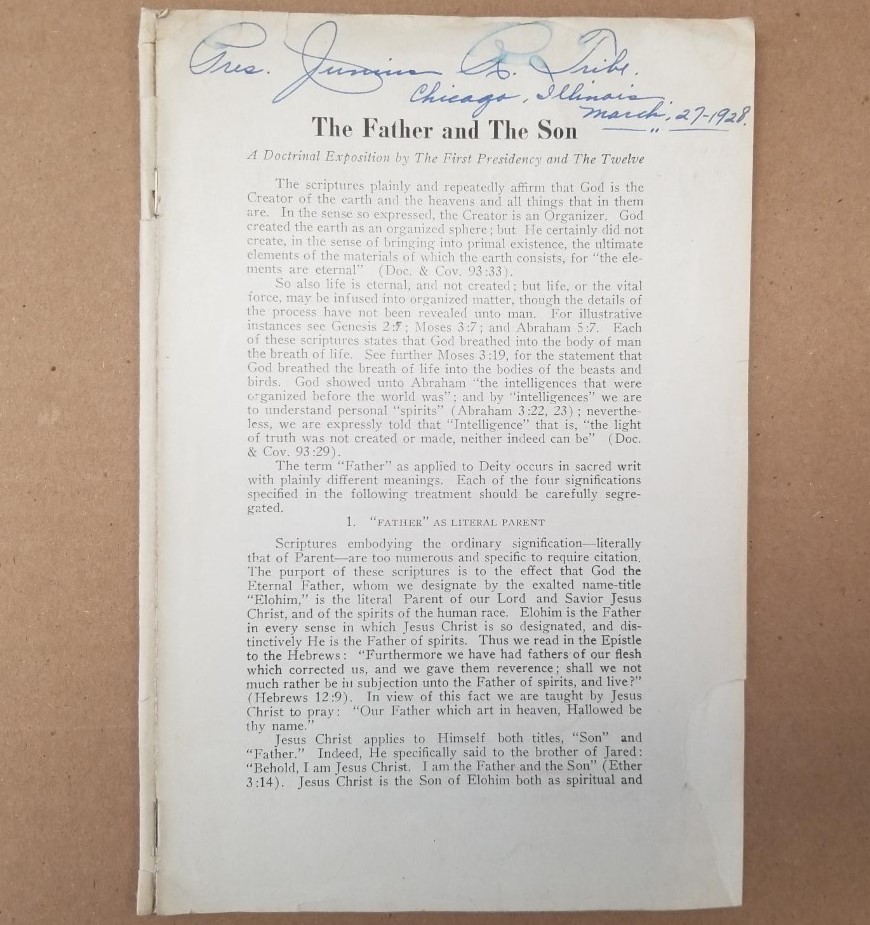 Pres. Junius R. Tribe.
Chicago, Illinois
March, 27-1928.
The Father and The Son
A Doctrinal Exposition by The First Presidency and The Twelve
The scriptures plainly and repeatedly affirm that God is the
Creator of the earth and the heavens and all things that in them
are. In the sense so expressed, the Creator is an Organizer. God
created the earth as an organized sphere; but He certainly did not
create, in the sense of bringing into primal existence, the ultimate
elements of the materials of which the earth consists, for "the ele-
ments are eternal" (Doc. & Cov. 93:33).
So also life is eternal, and not created; but life, or the vital
force, may be infused into organized matter, though the details of
the process have not been revealed unto man. For illustrative
instances see Genesis 2:7; Moses 3:7; and Abraham 5:7. Each
of these scriptures states that God breathed into the body of man
the breath of life. See further Moses 3:19, for the statement that
God breathed the breath of life into the bodies of the beasts and
birds. God showed unto Abraham "the intelligences that were
organized before the world was"; and by "intelligences" we are
to understand personal "spirits" (Abraham 3:22, 23); neverthe-
less, we are expressly told that "Intelligence" that is, "the light
of truth was not created or made, neither indeed can be" (Doc.
& Cov. 93:29).
The term "Father" as applied to Deity occurs in sacred writ
with plainly different meanings. Each of the four significations
specified in the following treatment should be carefully segre-
gated.
1. "FATHER" AS LITERAL PARENT
Scriptures embodying the ordinary signification—literally
that of Parent—are too numerous and specific to require citation.
The purport of these scriptures is to the effect that God the
Eternal Father, whom we designate by the exalted name-title
"Elohim," is the literal Parent of our Lord and Savior Jesus
Christ, and of the spirits of the human race. Elohim is the Father
in every sense in which Jesus Christ is so designated, and dis-
tinctively He is the Father of spirits. Thus we read in the Epistle
to the Hebrews: "Furthermore we have had fathers of our flesh
which corrected us, and we gave them reverence; shall we not
much rather be in subjection unto the Father of spirits, and live?"
(Hebrews 12:9). In view of this fact we are taught by Jesus
Christ to pray: "Our Father which art in heaven, Hallowed be
thy name."
Jesus Christ applies to Himself both titles, "Son" and
"Father." Indeed, He specifically said to the brother of Jared:
"Behold, I am Jesus Christ. I am the Father and the Son" (Ether
3:14). Jesus Christ is the Son of Elohim both as spiritual and